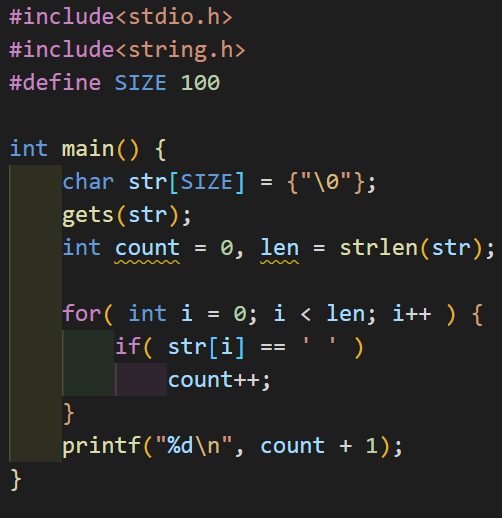 #include<stdio.h>
#include<string.h>
#define SIZE 100
int main() {
char str[SIZE] = {"\0"};
gets(str);
int count = 0, len = strlen(str);
for( int i = 0; i < len; i++ ) {
if( str[i] == ' ' )
count++;
}
printf("%d\n", count + 1);
}